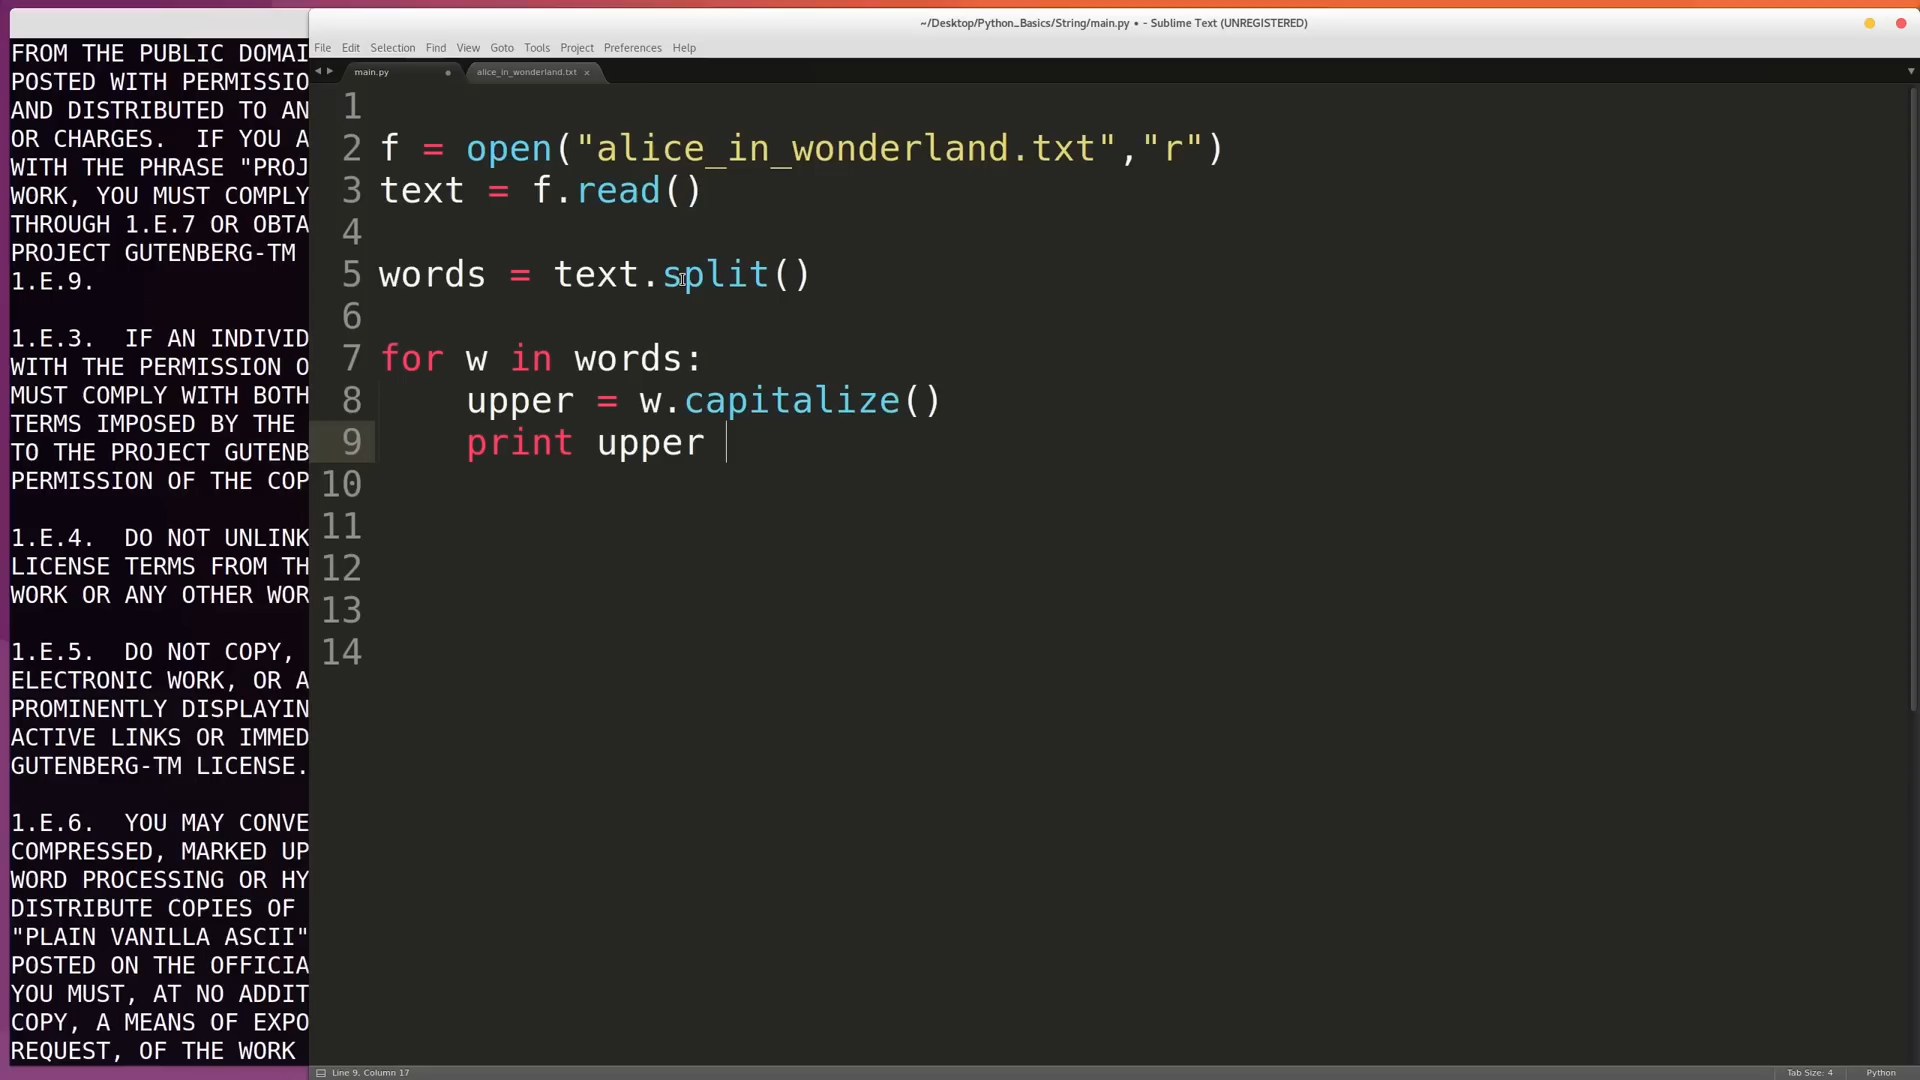 ~/Desktop/Python_Basics/String/main.py • - Sublime Text (UNREGISTERED)
File Edit Selection Find View Goto Tools Project Preferences Help
main.py
alice_in_wonderland.txt ×
FROM THE PUBLIC DOMAI
POSTED WITH PERMISSIO
AND DISTRIBUTED TO AN
OR CHARGES.  IF YOU A
WITH THE PHRASE "PROJ
WORK, YOU MUST COMPLY
THROUGH 1.E.7 OR OBTA
PROJECT GUTENBERG-TM
1.E.9.
1.E.3.  IF AN INDIVID
WITH THE PERMISSION O
MUST COMPLY WITH BOTH
TERMS IMPOSED BY THE
TO THE PROJECT GUTENB
PERMISSION OF THE COP
1.E.4.  DO NOT UNLINK
LICENSE TERMS FROM TH
WORK OR ANY OTHER WOR
1.E.5.  DO NOT COPY,
ELECTRONIC WORK, OR A
PROMINENTLY DISPLAYIN
ACTIVE LINKS OR IMMED
GUTENBERG-TM LICENSE.
1.E.6.  YOU MAY CONVE
COMPRESSED, MARKED UP
WORD PROCESSING OR HY
DISTRIBUTE COPIES OF
"PLAIN VANILLA ASCII"
POSTED ON THE OFFICIA
YOU MUST, AT NO ADDIT
COPY, A MEANS OF EXPO
REQUEST, OF THE WORK
1
2 f = open("alice_in_wonderland.txt","r")
3 text = f.read()
4
5 words = text.split()
6
7 for w in words:
8     upper = w.capitalize()
9     print upper
10
11
12
13
14
Line 9, Column 17
Tab Size: 4
Python